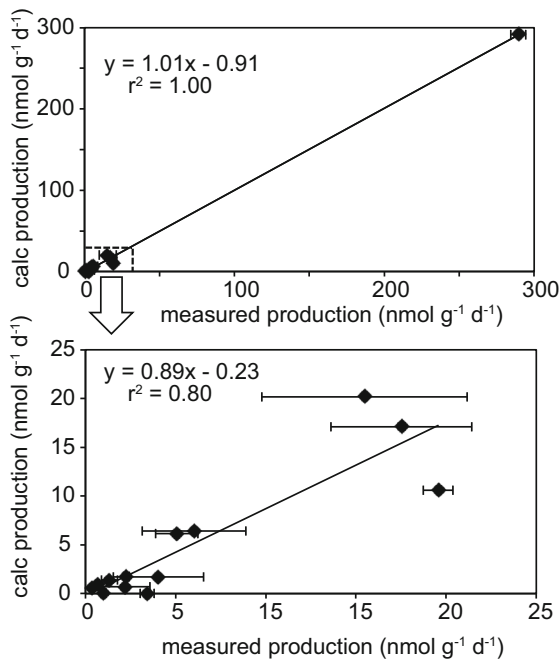 300
200
100
0
calc production (nmol g⁻¹ d⁻¹)
y = 1.01x - 0.91
r² = 1.00
0 100 200 300
measured production (nmol g⁻¹ d⁻¹)
25
20
15
10
5
0
calc production (nmol g⁻¹ d⁻¹)
y = 0.89x - 0.23
r² = 0.80
0 5 15 15 20 25
measured production (nmol g⁻¹ d⁻¹)